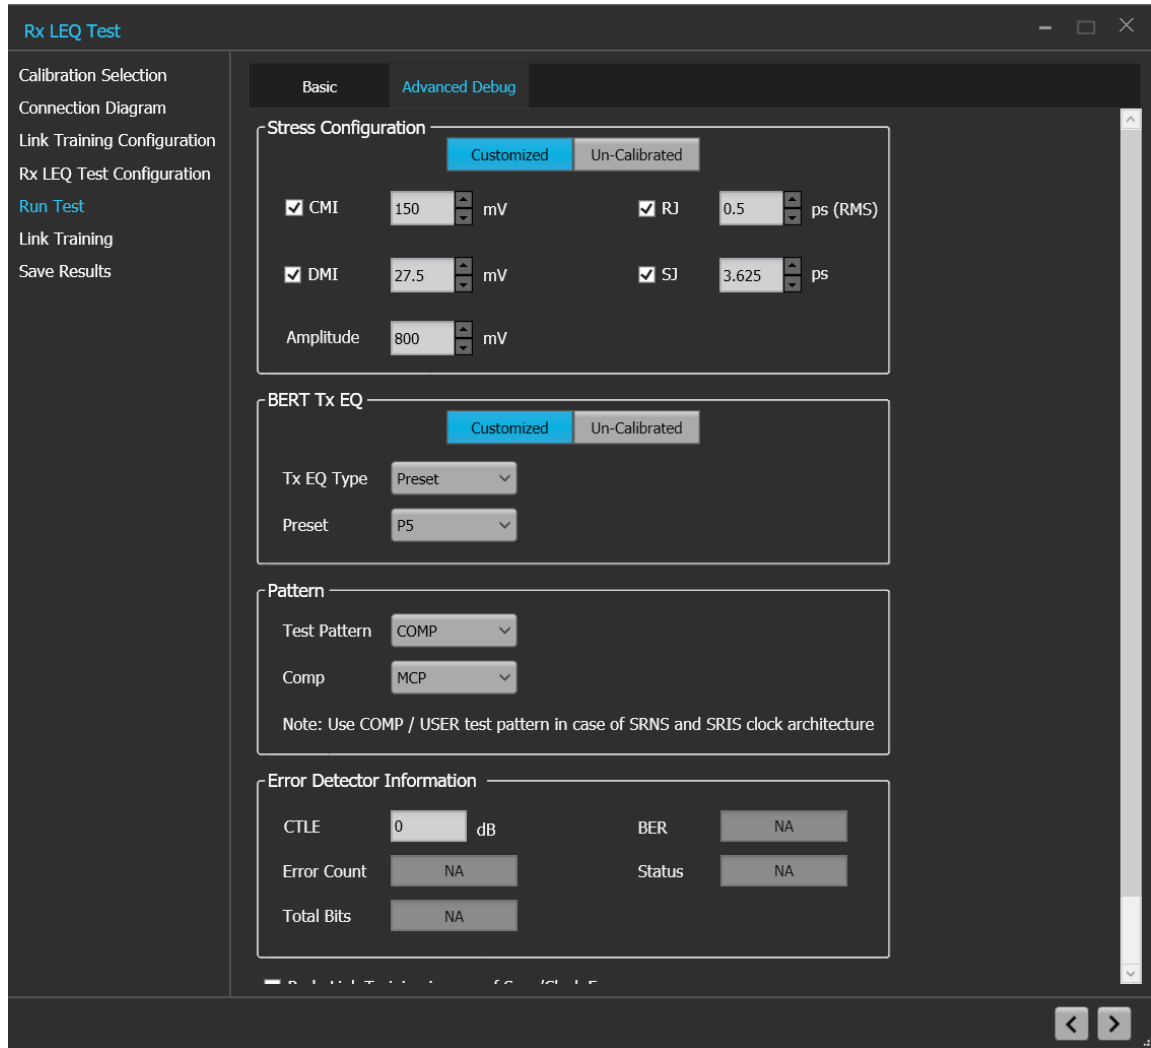 Rx LEQ Test
Calibration Selection
Connection Diagram
Link Training Configuration
Rx LEQ Test Configuration
Run Test
Link Training
Save Results
Basic
Advanced Debug
Stress Configuration
Customized
Un-Calibrated
CMI 150 mV
RJ 0.5 ps (RMS)
DMI 27.5 mV
SJ 3.625 ps
Amplitude 800 mV
BERT Tx EQ
Customized
Un-Calibrated
Tx EQ Type Preset
Preset P5
Pattern
Test Pattern COMP
Comp MCP
Note: Use COMP / USER test pattern in case of SRNS and SRIS clock architecture
Error Detector Information
CTLE 0 dB
BER NA
Error Count NA
Status NA
Total Bits NA